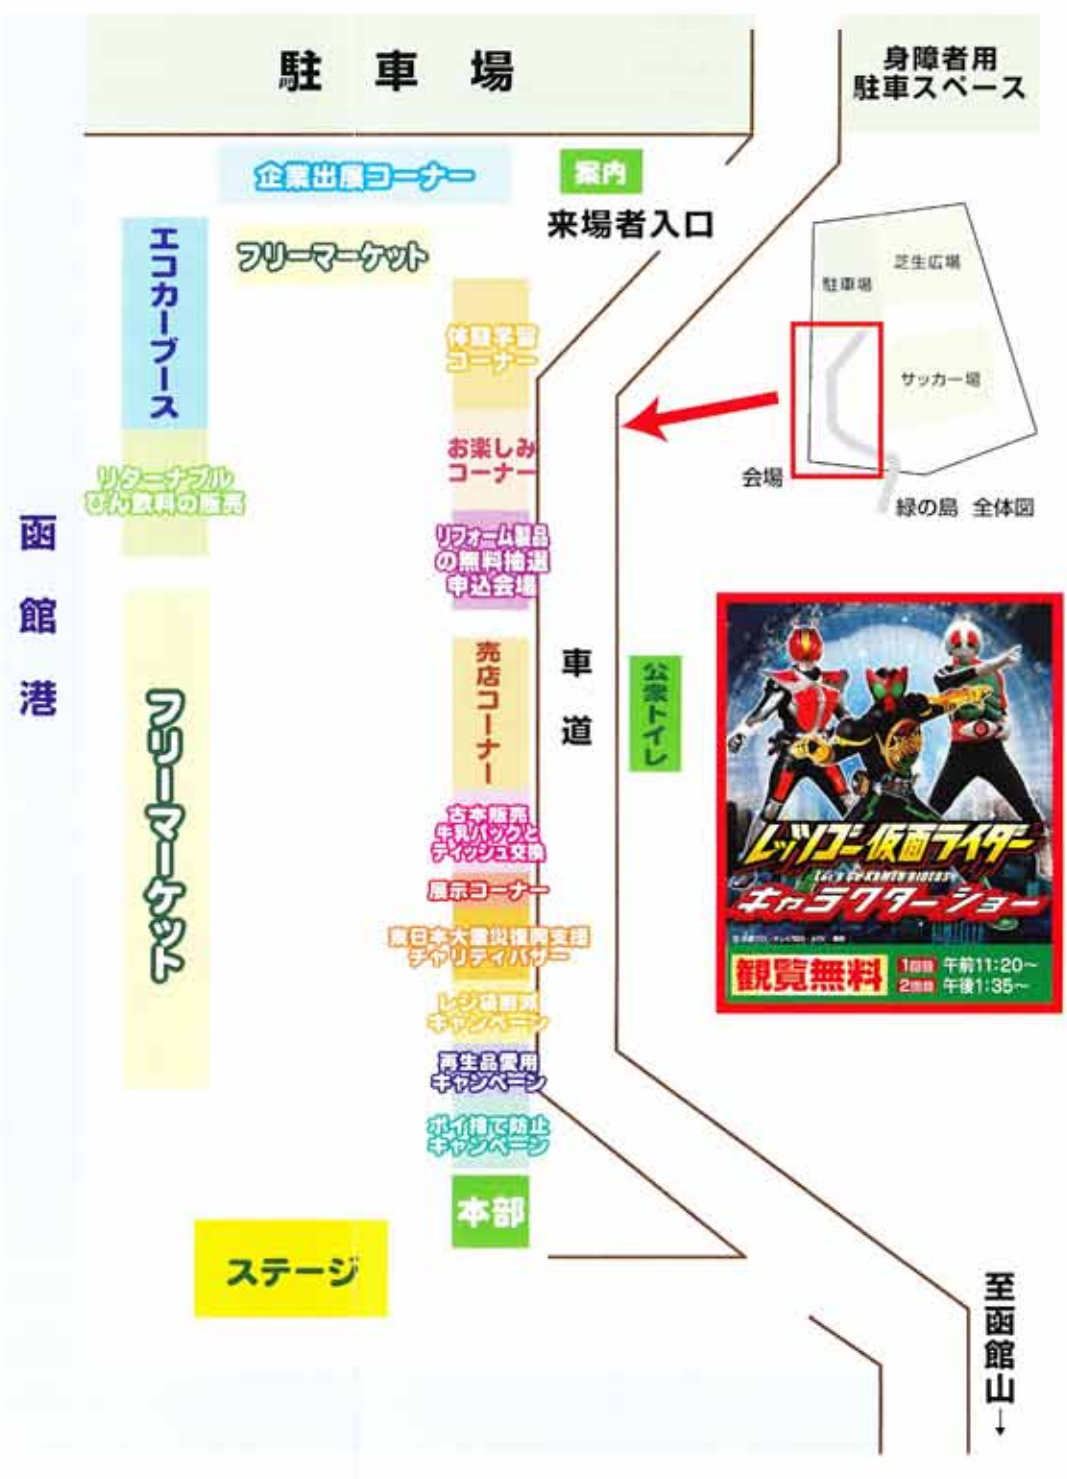 駐車場
身障者用
駐車スペース
企業出展コーナー
案内
来場者入口
エコカーブース
フリーマーケット
体験学習
コーナー
芝生広場
駐車場
サッカー場
お楽しみ
コーナー
リターナブル
びん飲料の販売
会場
緑の島 全体図
函館港
リフォーム製品
の無料抽選
申込会場
売店コーナー
車道
公衆トイレ
フリーマーケット
古本販売
牛乳パックと
ティッシュ交換
展示コーナー
東日本大震災復興支援
チャリティバザー
レジ袋削減
キャンペーン
再生品愛用
キャンペーン
ポイ捨て防止
キャンペーン
本部
ステージ
レッツゴー仮面ライダー
LET'S GO KAMEN RIDERS
キャラクターショー
観覧無料
1回目 午前11:20〜
2回目 午後1:35〜
至函館山↓